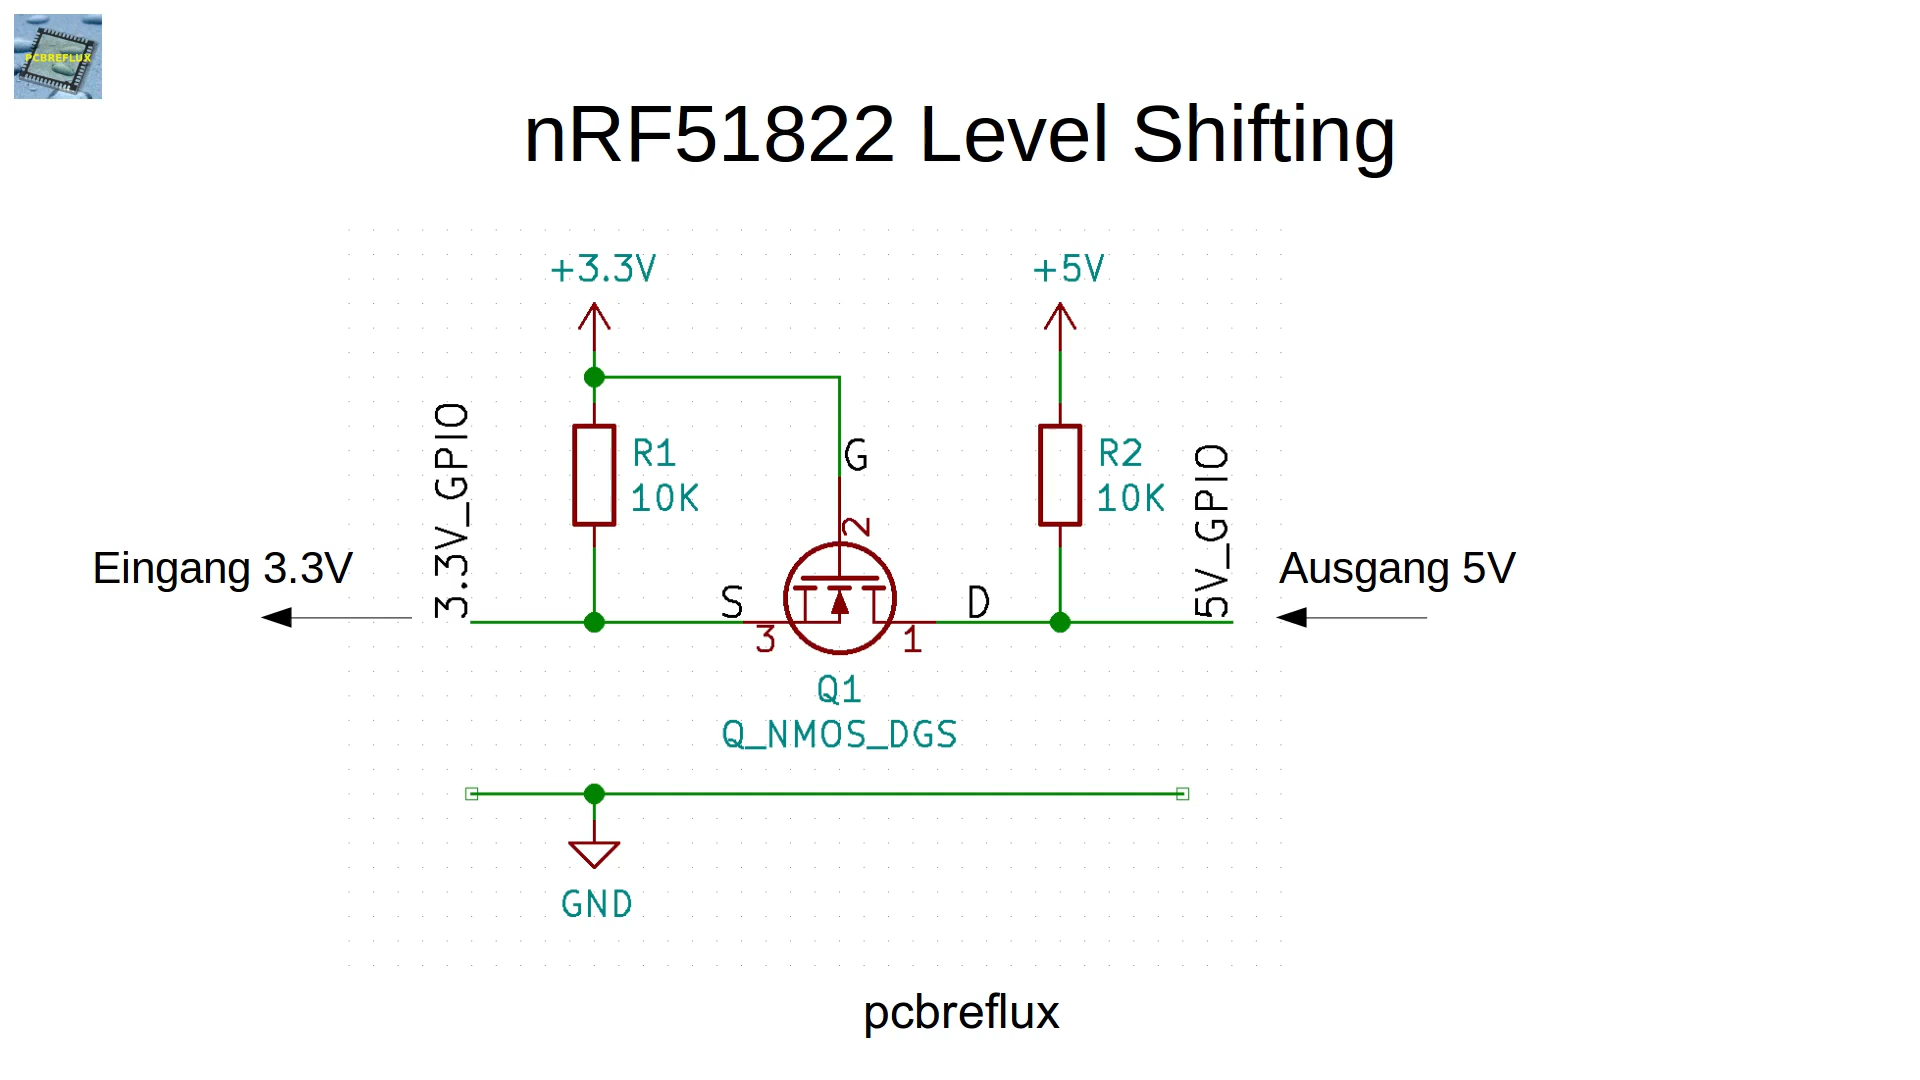 PCBREFLUX
nRF51822 Level Shifting
+3.3V
+5V
3.3V_GPIO
R1
10K
G
2
R2
10K
5V_GPIO
Eingang 3.3V
Ausgang 5V
S
D
3
1
Q1
Q_NMOS_DGS
GND
pcbreflux